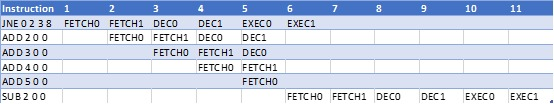 Instruction 1 2 3 4 5 6 7 8 9 10 11
JNE 0 2 3 8 FETCH0 FETCH1 DEC0 DEC1 EXEC0 EXEC1
ADD 2 0 0 FETCH0 FETCH1 DEC0 DEC1
ADD 3 0 0 FETCH0 FETCH1 DEC0
ADD 4 0 0 FETCH0 FETCH1
ADD 5 0 0 FETCH0
SUB 2 0 0 FETCH0 FETCH1 DEC0 DEC1 EXEC0 EXEC1